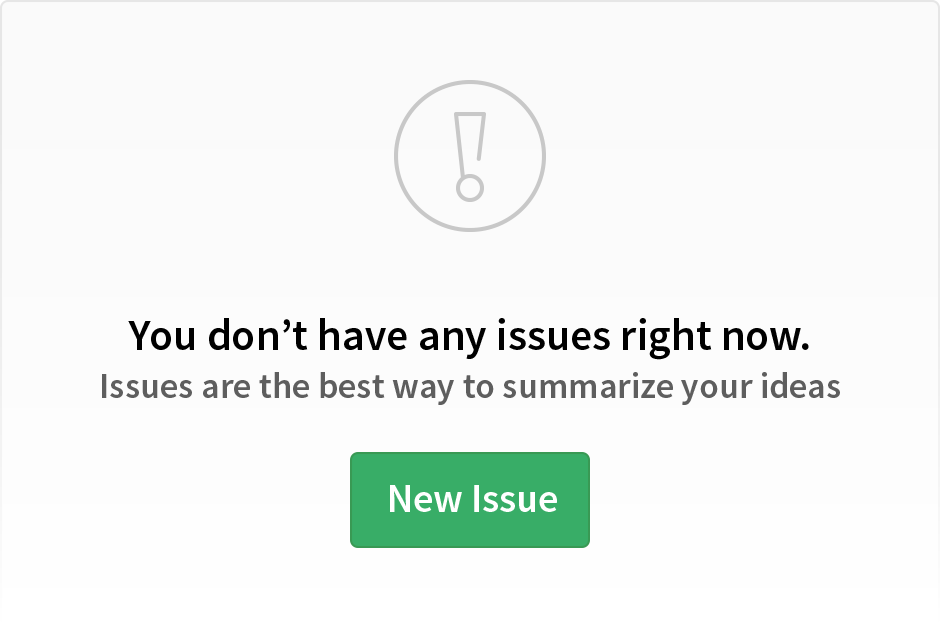 You don’t have any issues right now.
Issues are the best way to summarize your ideas
New Issue